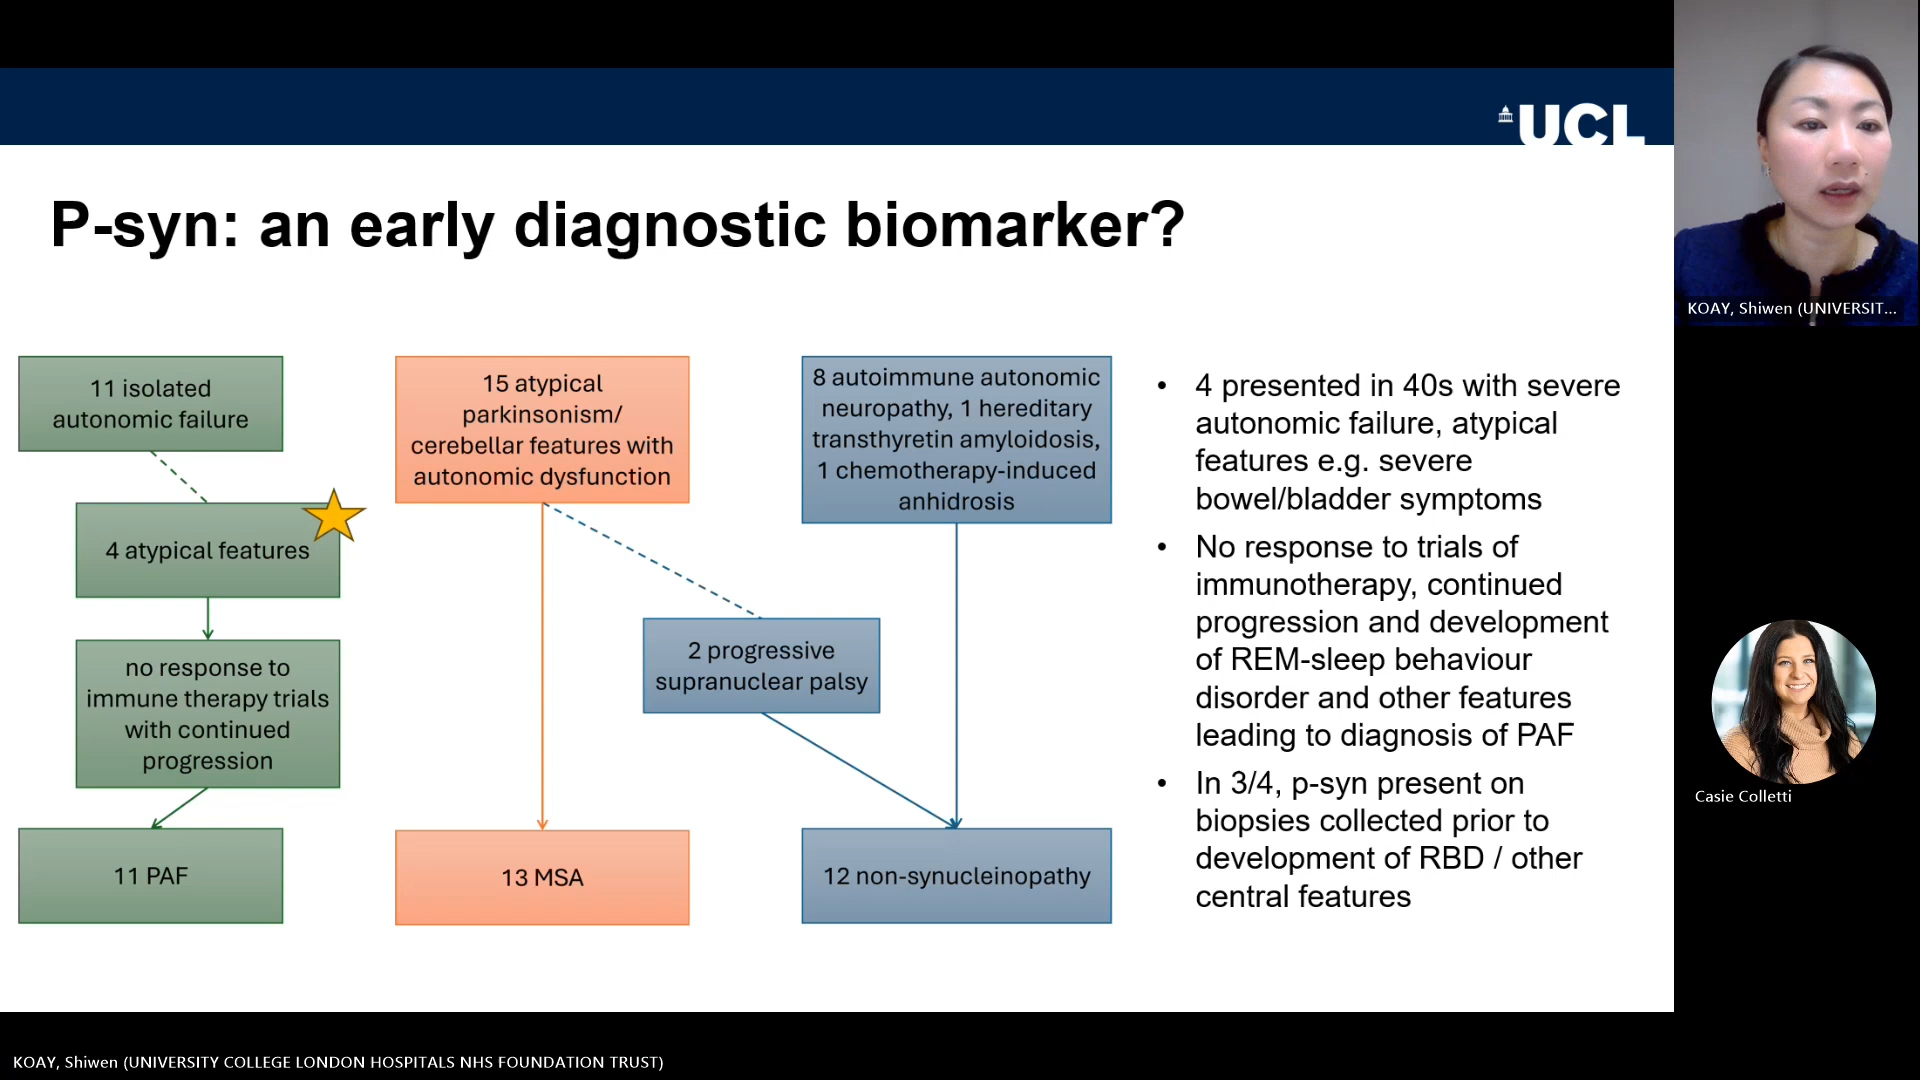 UCL
P-syn: an early diagnostic biomarker?
11 isolated
autonomic failure
4 atypical features
no response to
immune therapy trials
with continued
progression
11 PAF
15 atypical
parkinsonism/
cerebellar features with
autonomic dysfunction
13 MSA
2 progressive
supranuclear palsy
8 autoimmune autonomic
neuropathy, 1 hereditary
transthyretin amyloidosis,
1 chemotherapy-induced
anhidrosis
12 non-synucleinopathy
• 4 presented in 40s with severe
autonomic failure, atypical
features e.g. severe
bowel/bladder symptoms
• No response to trials of
immunotherapy, continued
progression and development
of REM-sleep behaviour
disorder and other features
leading to diagnosis of PAF
• In 3/4, p-syn present on
biopsies collected prior to
development of RBD / other
central features
KOAY, Shiwen (UNIVERSIT...
Casie Colletti
KOAY, Shiwen (UNIVERSITY COLLEGE LONDON HOSPITALS NHS FOUNDATION TRUST)